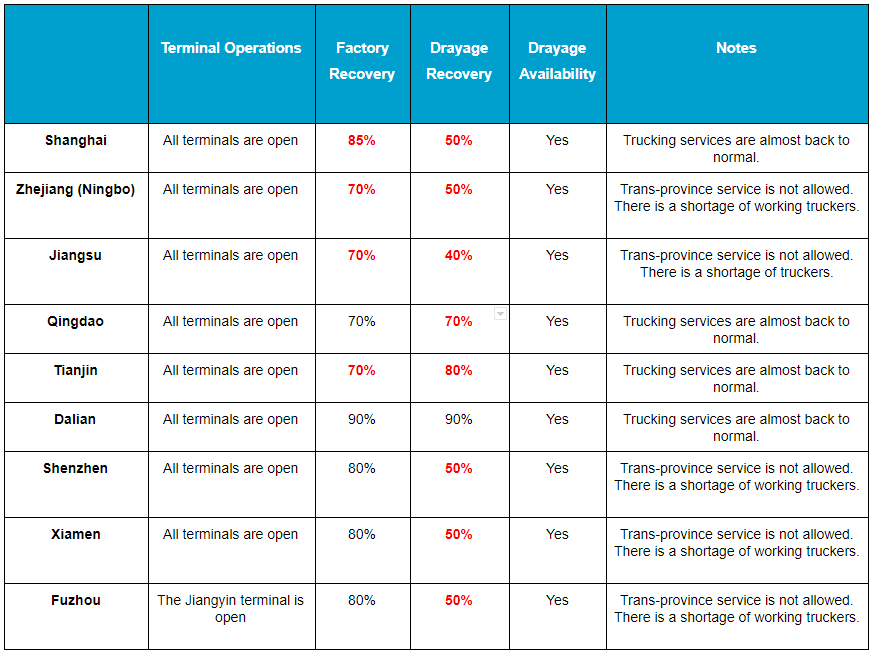 Terminal Operations
Factory
Recovery
Drayage
Recovery
Drayage
Availability
Notes
Shanghai
All terminals are open
85%
50%
Yes
Trucking services are almost back to
normal.
Zhejiang (Ningbo)
All terminals are open
70%
50%
Yes
Trans-province service is not allowed.
There is a shortage of working truckers.
Jiangsu
All terminals are open
70%
40%
Yes
Trans-province service is not allowed.
There is a shortage of truckers.
Qingdao
All terminals are open
70%
70%
Yes
Trucking services are almost back to
normal.
Tianjin
All terminals are open
70%
80%
Yes
Trucking services are almost back to
normal.
Dalian
All terminals are open
90%
90%
Yes
Trucking services are almost back to
normal.
Shenzhen
All terminals are open
80%
50%
Yes
Trans-province service is not allowed.
There is a shortage of working truckers.
Xiamen
All terminals are open
80%
50%
Yes
Trans-province service is not allowed.
There is a shortage of working truckers.
Fuzhou
The Jiangyin terminal is
open
80%
50%
Yes
Trans-province service is not allowed.
There is a shortage of working truckers.